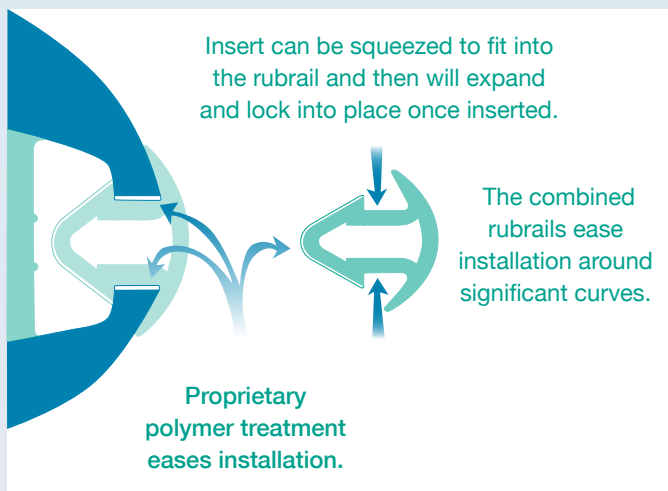 Insert can be squeezed to fit into
the rubrail and then will expand
and lock into place once inserted.
The combined
rubrails ease
installation around
significant curves.
Proprietary
polymer treatment
eases installation.